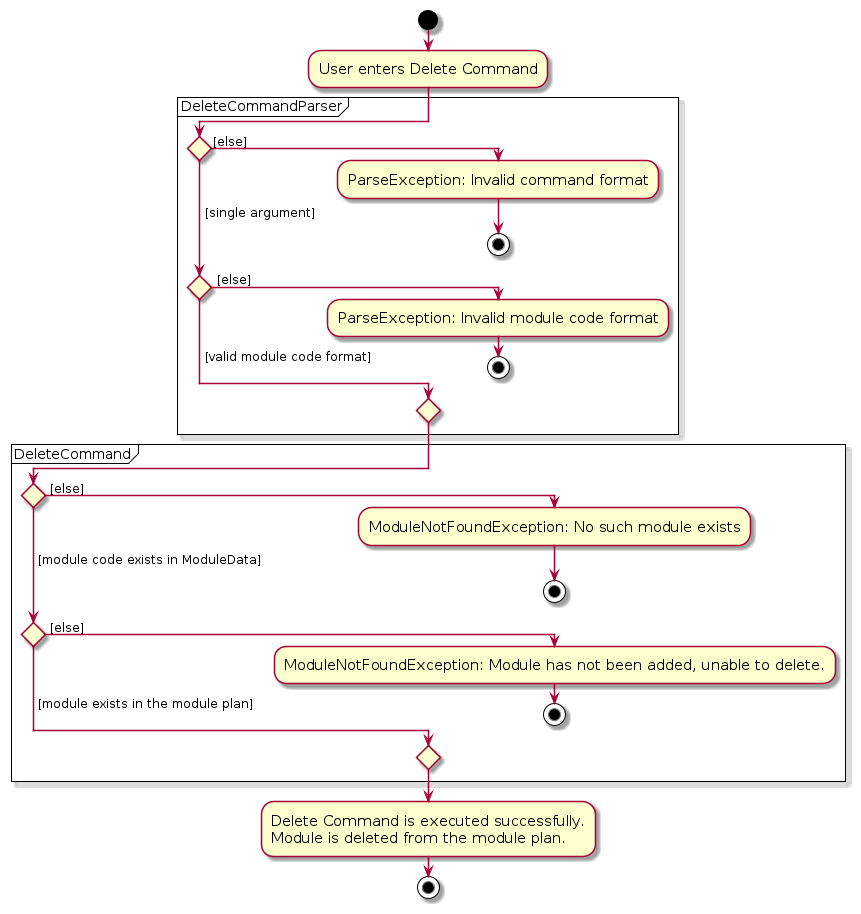 User enters Delete Command
DeleteCommandParser
[else]
ParseException: Invalid command format
[single argument]
[else]
ParseException: Invalid module code format
[valid module code format]
DeleteCommand
[else]
ModuleNotFoundException: No such module exists
[module code exists in ModuleData]
[else]
ModuleNotFoundException: Module has not been added, unable to delete.
[module exists in the module plan]
Delete Command is executed successfully.
Module is deleted from the module plan.